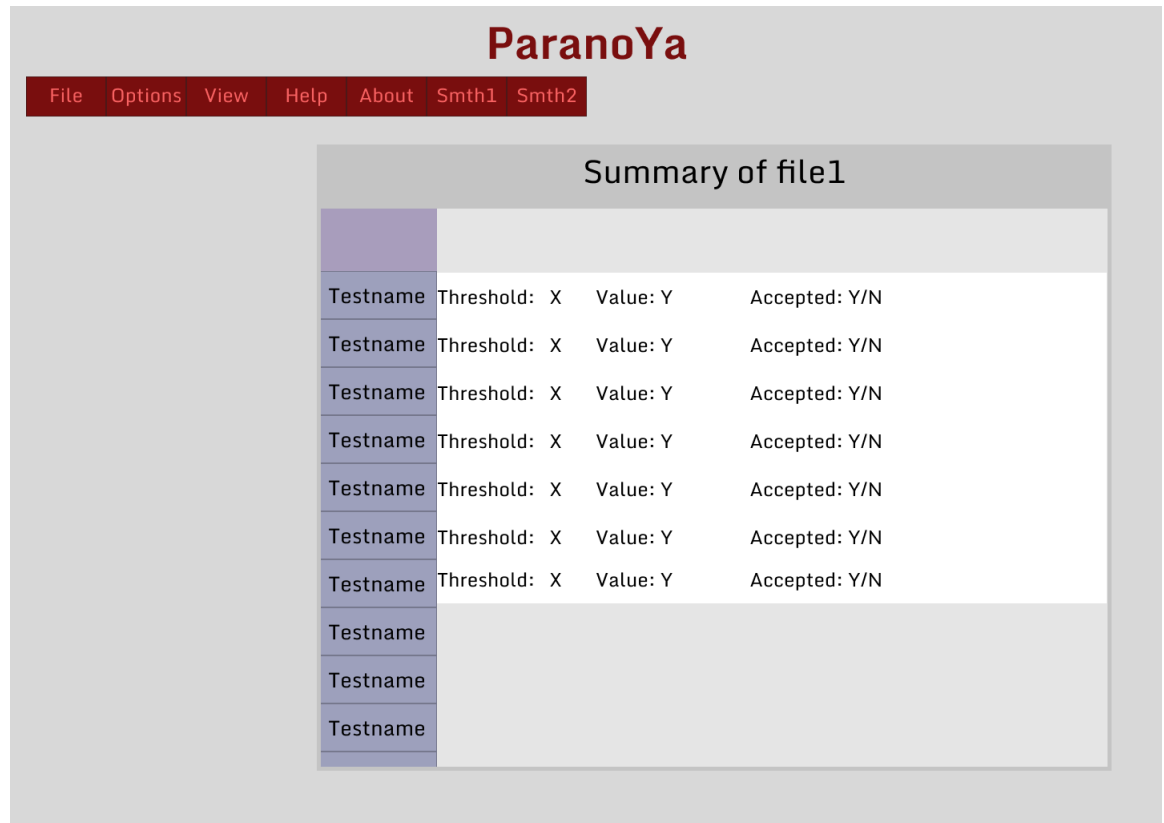 ParanoYa
File Options View Help About Smth1 Smth2
Summary of file1
Testname Threshold: X Value: Y Accepted: Y/N
Testname Threshold: X Value: Y Accepted: Y/N
Testname Threshold: X Value: Y Accepted: Y/N
Testname Threshold: X Value: Y Accepted: Y/N
Testname Threshold: X Value: Y Accepted: Y/N
Testname Threshold: X Value: Y Accepted: Y/N
Testname Threshold: X Value: Y Accepted: Y/N
Testname
Testname
Testname